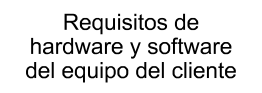 Requisitos de
hardware y software
del equipo del cliente